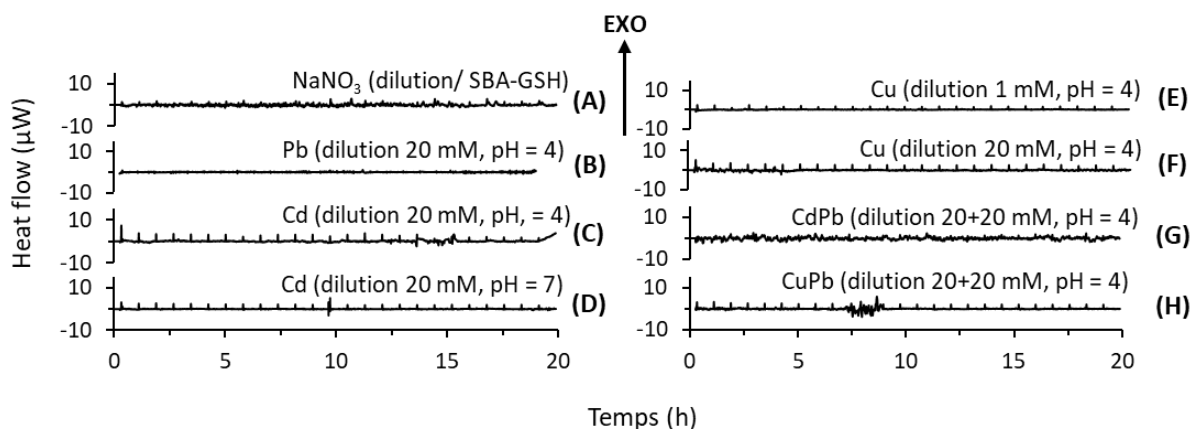 EXO
Heat flow (µW)
10
-10
NaNO3 (dilution/ SBA-GSH)
(A)
10
-10
Pb (dilution 20 mM, pH = 4)
(B)
10
-10
Cd (dilution 20 mM, pH, = 4)
(C)
10
-10
Cd (dilution 20 mM, pH = 7)
(D)
0 5 10 15 20
10
-10
Cu (dilution 1 mM, pH = 4)
(E)
10
-10
Cu (dilution 20 mM, pH = 4)
(F)
10
-10
CdPb (dilution 20+20 mM, pH = 4)
(G)
10
-10
CuPb (dilution 20+20 mM, pH = 4)
(H)
0 5 10 15 20
Temps (h)